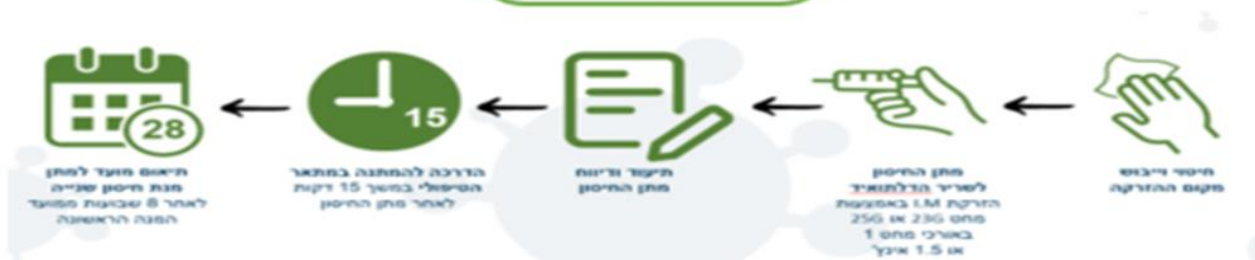 חיטוי וייבוש
מקום ההזרקה
מתן החיסון
לשריר הדלתואיד
הזרקת I.M באמצעות
מחט 23G או 25G
באורכי מחט 1
או 1.5 אינץ'
תיעוד ודיווח
מתן החיסון
15
הדרכה להמתנה במתאר
הטיפולי במשך 15 דקות
לאחר מתן החיסון
28
תיאום מועד למתן
מנת חיסון שנייה
לאחר 8 שבועות ממועד
המנה הראשונה